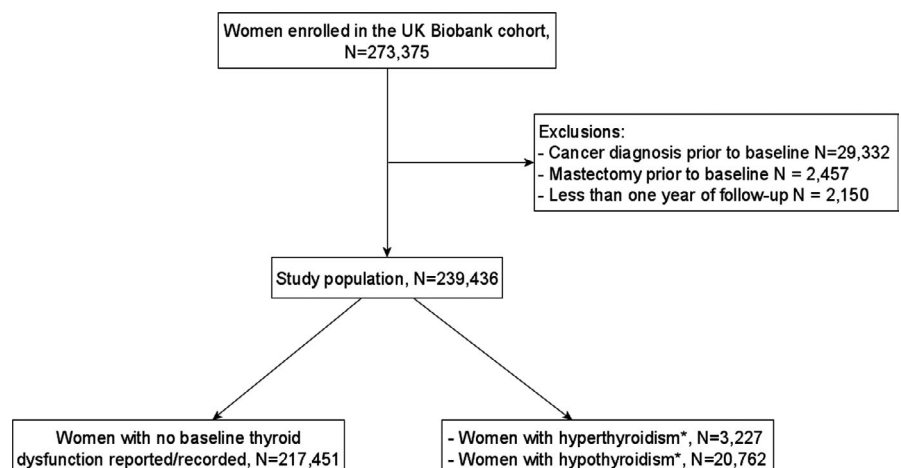 Women enrolled in the UK Biobank cohort,
N=273,375
Exclusions:
- Cancer diagnosis prior to baseline N=29,332
- Mastectomy prior to baseline N = 2,457
- Less than one year of follow-up N = 2,150
Study population, N=239,436
Women with no baseline thyroid
dysfunction reported/recorded, N=217,451
- Women with hyperthyroidism*, N=3,227
- Women with hypothyroidism*, N=20,762